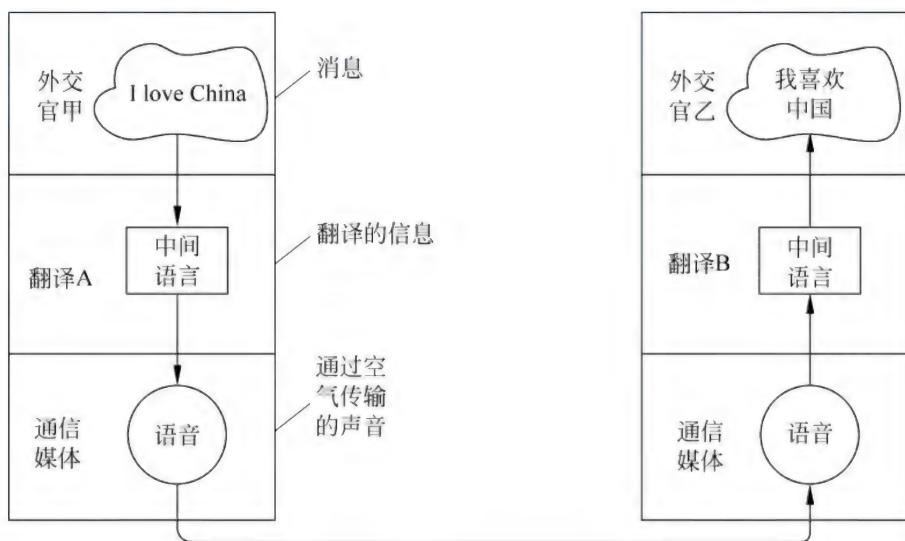 外交
官甲
I love China
消息
翻译A
中间
语言
翻译的信息
通信
媒体
语音
通过空
气传输
的声音
外交
官乙
我喜欢
中国
翻译B
中间
语言
通信
媒体
语音